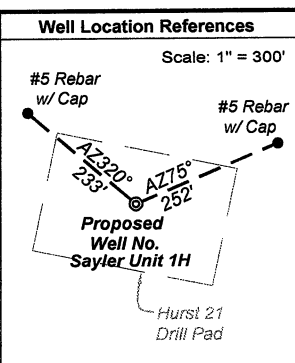 Well Location References
Scale: 1" = 300'
#5 Rebar
w/ Cap
#5 Rebar
w/ Cap
AZ320°
233'
AZ75°
252'
Proposed
Well No.
Sayler Unit 1H
Hurst 21
Drill Pad